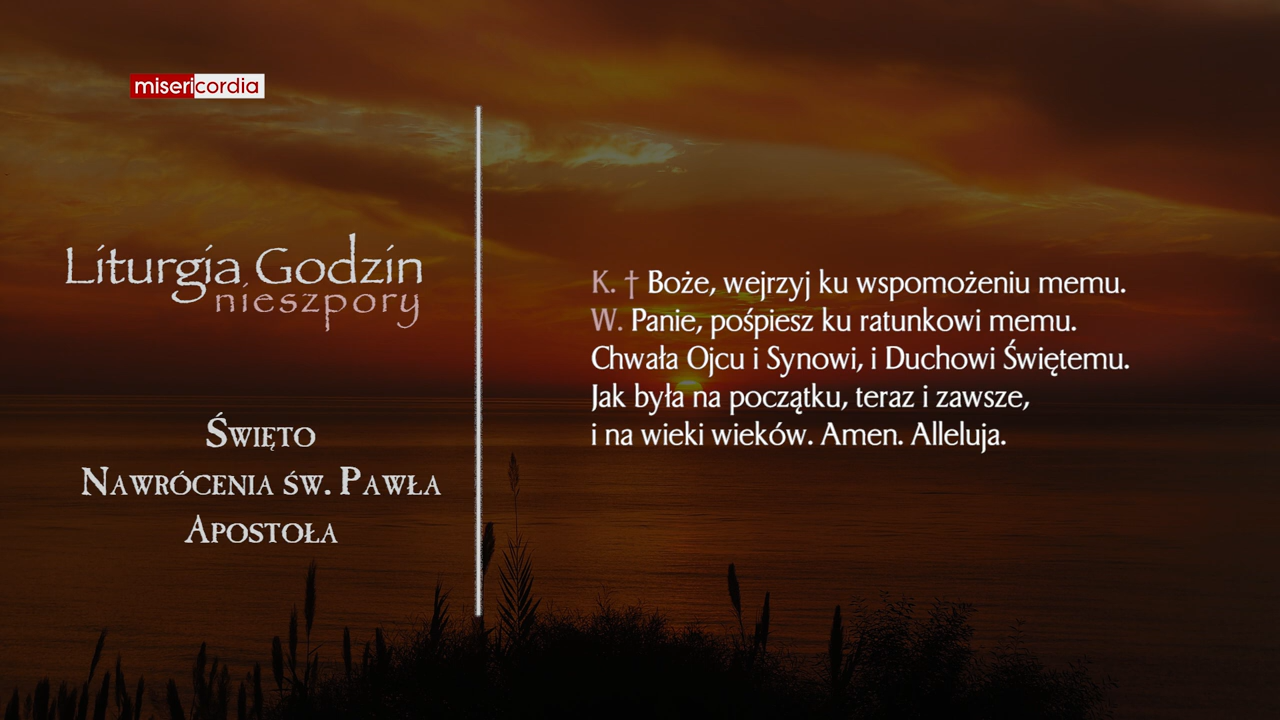 misericordia
Liturgia Godzin
nieszpory
Święto
Nawrócenia św. Pawła
Apostoła
K. † Boże, wejrzyj ku wspomożeniu memu.
W. Panie, pośpiesz ku ratunkowi memu.
Chwała Ojcu i Synowi, i Duchowi Świętemu.
Jak była na początku, teraz i zawsze,
i na wieki wieków. Amen. Alleluja.